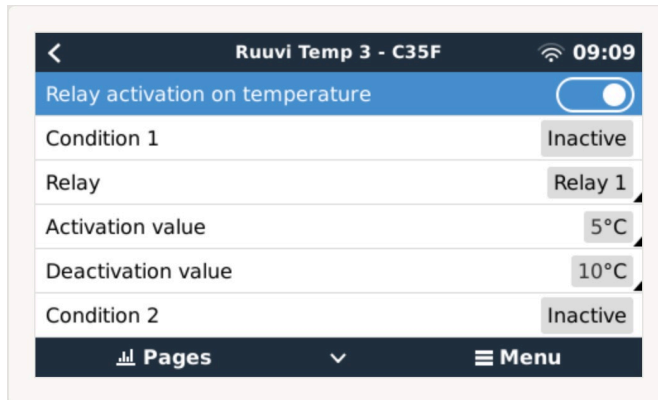 Ruuvi Temp 3 - C35F 09:09
Relay activation on temperature
Condition 1 Inactive
Relay Relay 1
Activation value 5°C
Deactivation value 10°C
Condition 2 Inactive
Pages Menu